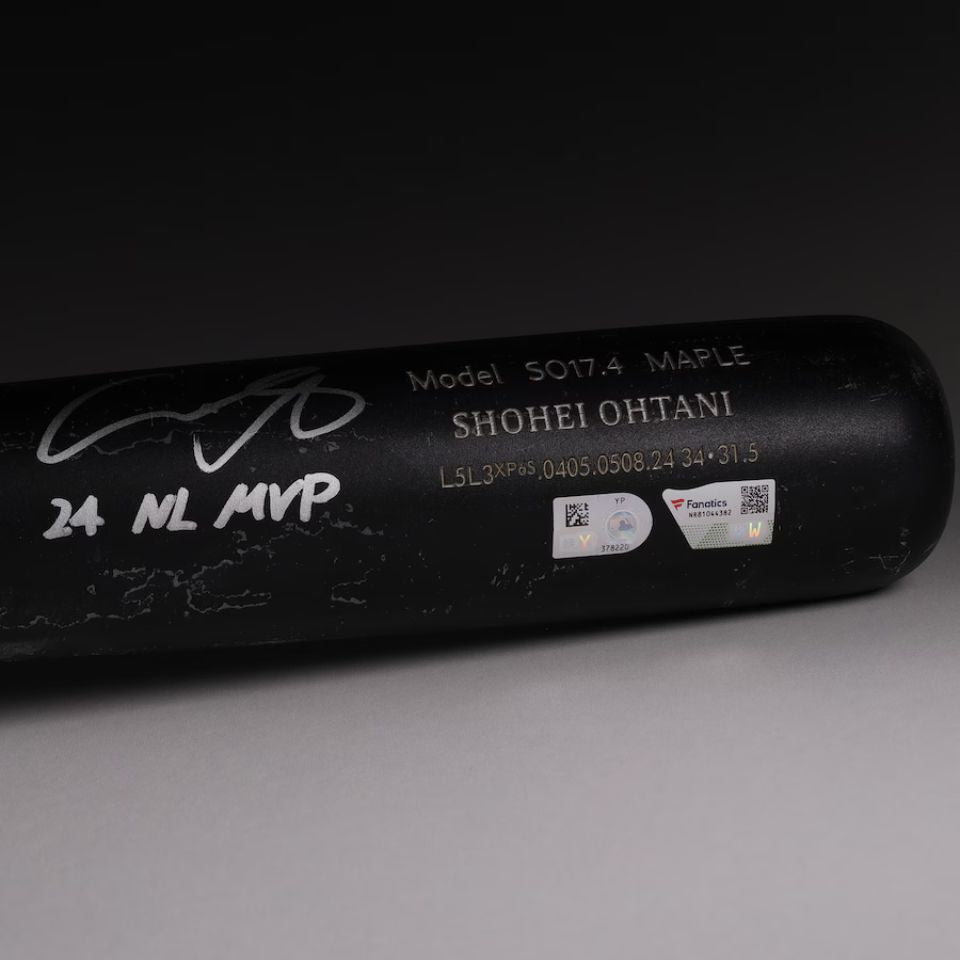 Model SO17.4 MAPLE
SHOHEI OHTANI
L5L3XP6S.0405.0508.24 34·31.5
24 NL MVP
YP
Y
378220
Fanatics
NR81044382
W